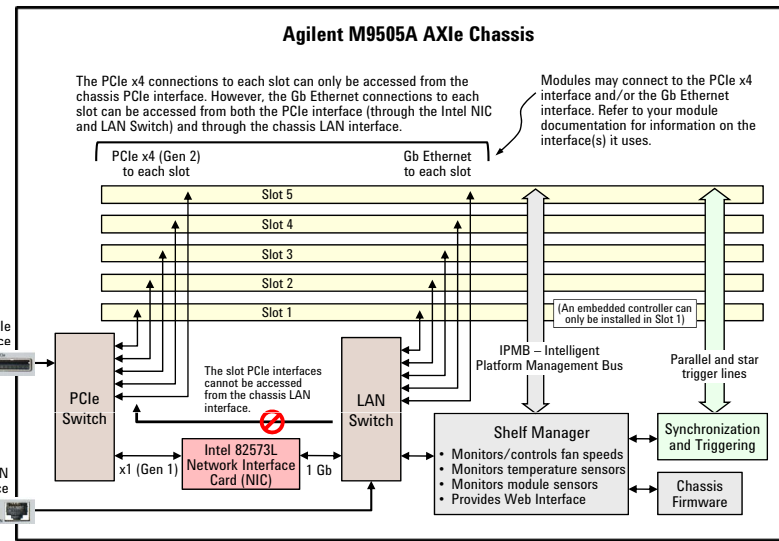 Agilent M9505A AXIe Chassis
The PCIe x4 connections to each slot can only be accessed from the
chassis PCIe interface. However, the Gb Ethernet connections to each
slot can be accessed from both the PCIe interface (through the Intel NIC
and LAN Switch) and through the chassis LAN interface.
Modules may connect to the PCIe x4
interface and/or the Gb Ethernet
interface. Refer to your module
documentation for information on the
interface(s) it uses.
PCIe x4 (Gen 2)
to each slot
Gb Ethernet
to each slot
Slot 5
Slot 4
Slot 3
Slot 2
Slot 1
(An embedded controller can
only be installed in Slot 1)
IPMB – Intelligent
Platform Management Bus
Parallel and star
trigger lines
The slot PCIe interfaces
cannot be accessed
from the chassis LAN
interface.
PCIe
Switch
LAN
Switch
x1 (Gen 1)
Intel 82573L
Network Interface
Card (NIC)
1 Gb
Shelf Manager
• Monitors/controls fan speeds
• Monitors temperature sensors
• Monitors module sensors
• Provides Web Interface
Synchronization
and Triggering
Chassis
Firmware